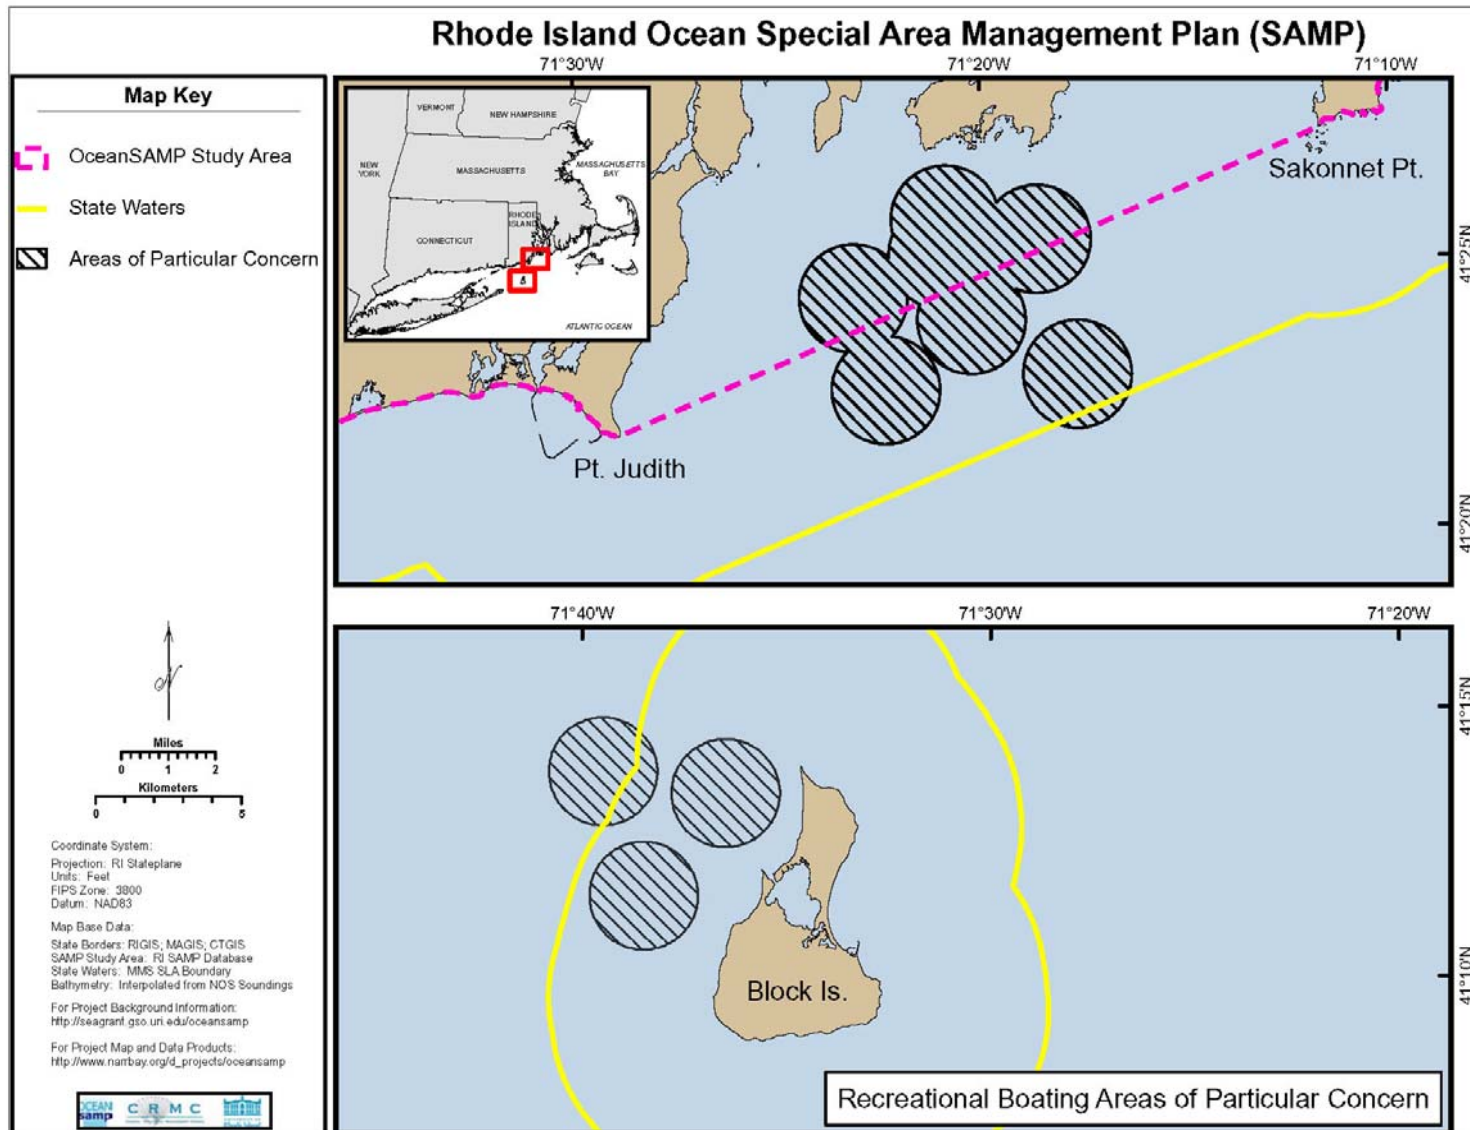 Rhode Island Ocean Special Area Management Plan (SAMP)
Map Key
OceanSAMP Study Area
State Waters
Areas of Particular Concern
Miles
0 1 2
Kilometers
0 5
Coordinate System:
Projection: RI Stateplane
Units: Feet
FIPS Zone: 3800
Datum: NAD83
Map Base Data:
State Borders: RIGIS; MAGIS; CTGIS
SAMP Study Area: RI SAMP Database
State Waters: MMS SLA Boundary
Bathymetry: Interpolated from NOS Soundings
For Project Background Information:
http://seagrant.gso.uri.edu/oceansamp
For Project Map and Data Products:
http://www.narrbay.org/d_projects/oceansamp
OCEAN
samp
CRMC
71°30'W 71°20'W 71°10'W
VERMONT
NEW HAMPSHIRE
NEW
YORK
MASSACHUSETTS
MASSACHUSETTS
BAY
RHODE
ISLAND
CONNECTICUT
ATLANTIC OCEAN
Sakonnet Pt.
41°25'N
Pt. Judith
41°20'N
71°40'W 71°30'W 71°20'W
41°15'N
41°10'N
Block Is.
Recreational Boating Areas of Particular Concern